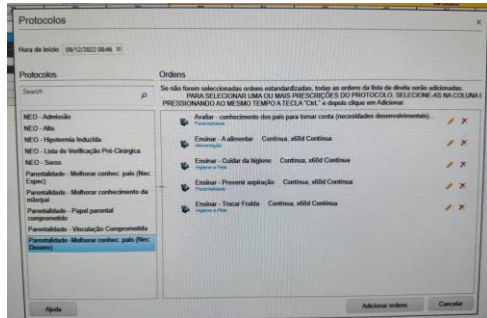 Protocolos
Hora de início 09/12/2022 08:46
Protocolos
Ordens
Search
Se não forem seleccionadas ordens estandardizadas, todas as ordens da lista de direita serão adicionadas.
PARA SELECIONAR UMA OU MAIS PRESCRIÇÕES DO PROTOCOLO, SELECIONE-AS NA COLUNA
PRESSIONANDO AO MESMO TEMPO A TECLA "Ctrl." e depois clique em Adicionar.
NEO - Admissão
NEO - Alta
NEO - Hipotermia Induzida
NEO - Lista de Verificação Pré-Cirúrgica
NEO - Soros
Parentalidade - Melhorar conhec. pais (Nec Espec)
Parentalidade - Melhorar conhecimento da mãe/pai
Parentalidade - Papel parental comprometido
Parentalidade - Vinculação Comprometida
Parentalidade- Melhorar conhec. pais (Nec Desenv)
Avaliar - conhecimento dos pais para tomar conta (necessidades desenvolvimentais)...
Parentalidade
Ensinar - A alimentar Contínua, x60d Contínua
Alimentação
Ensinar - Cuidar da higiene Contínua, x60d Contínua
Higiene e Pele
Ensinar - Prevenir aspiração Contínua, x60d Contínua
Parentalidade
Ensinar - Trocar Fralda Contínua, x60d Contínua
Higiene e Pele
Ajuda
Adicionar ordens
Cancelar